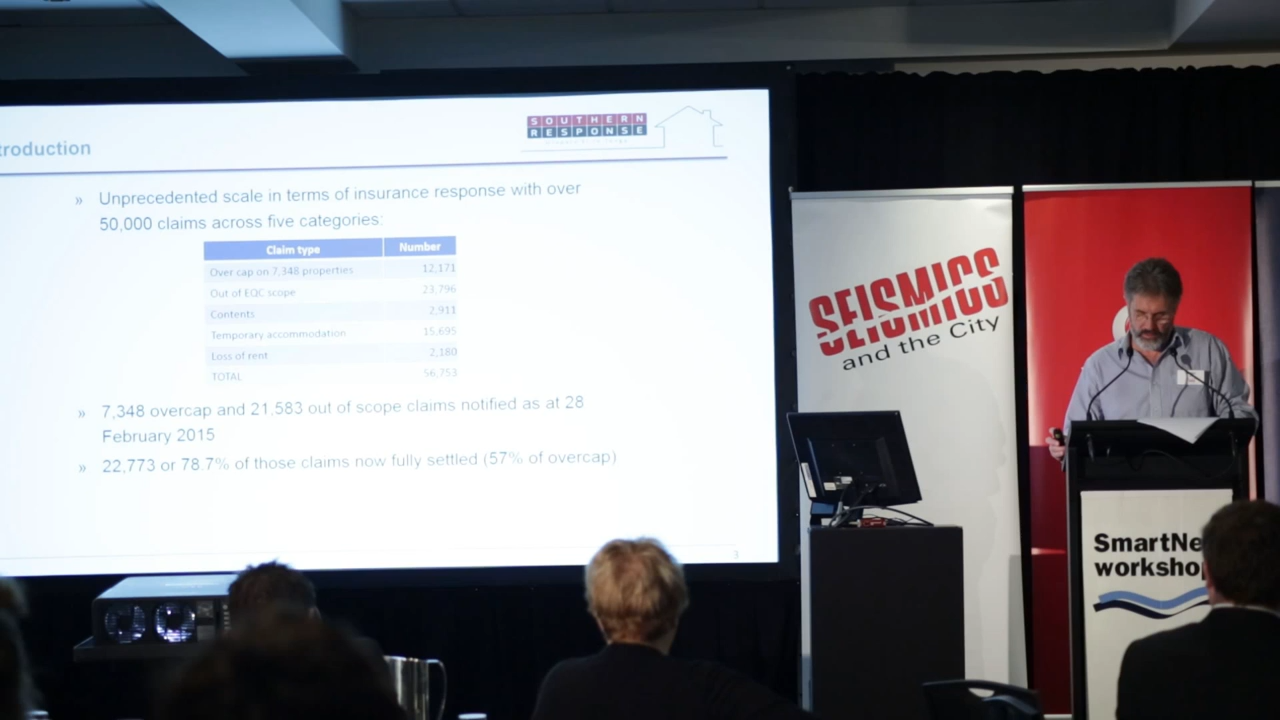 troduction
SOUTHERN
RESPONSE
» Unprecedented scale in terms of insurance response with over
50,000 claims across five categories:
Claim type Number
Over cap on 7,348 properties 12,171
Out of EQC scope 23,796
Contents 2,911
Temporary accommodation 15,695
Loss of rent 2,180
TOTAL 56,753
» 7,348 overcap and 21,583 out of scope claims notified as at 28
February 2015
» 22,773 or 78.7% of those claims now fully settled (57% of overcap)
3
SEISMICS
and the City
SmartNe
workshop